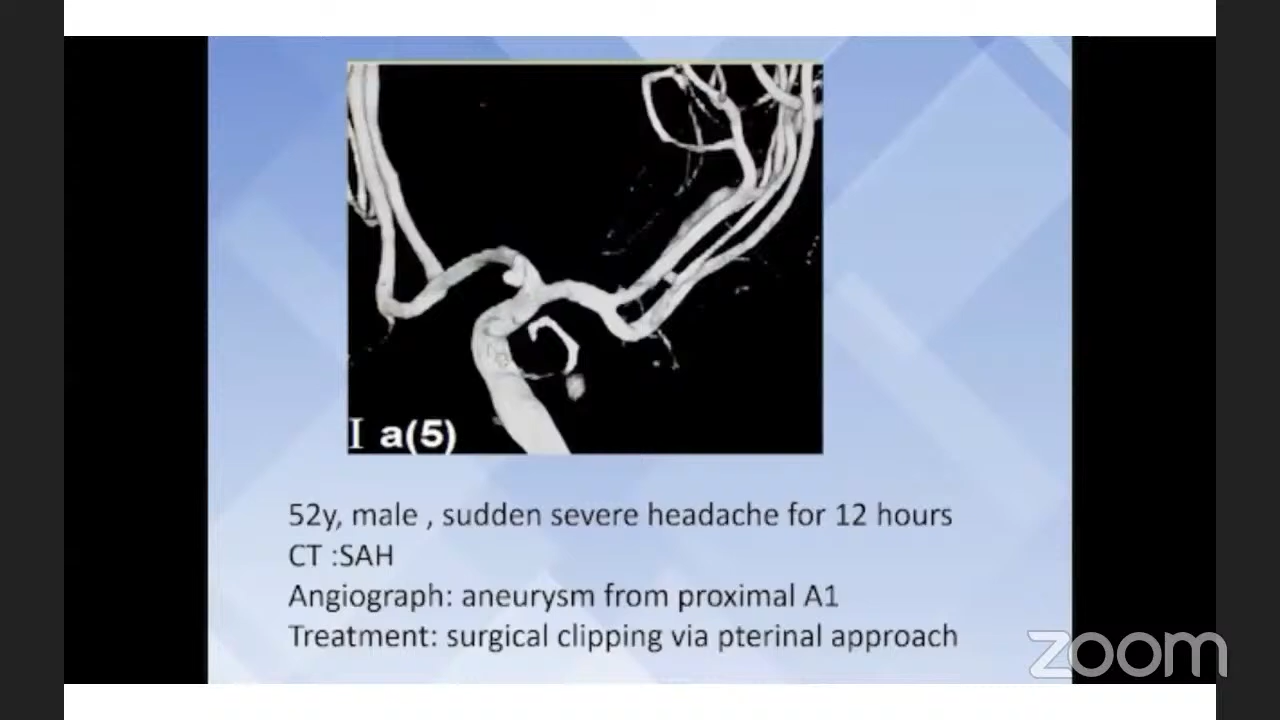 I a(5)
52y, male , sudden severe headache for 12 hours
CT :SAH
Angiograph: aneurysm from proximal A1
Treatment: surgical clipping via pterinal approach
zoom